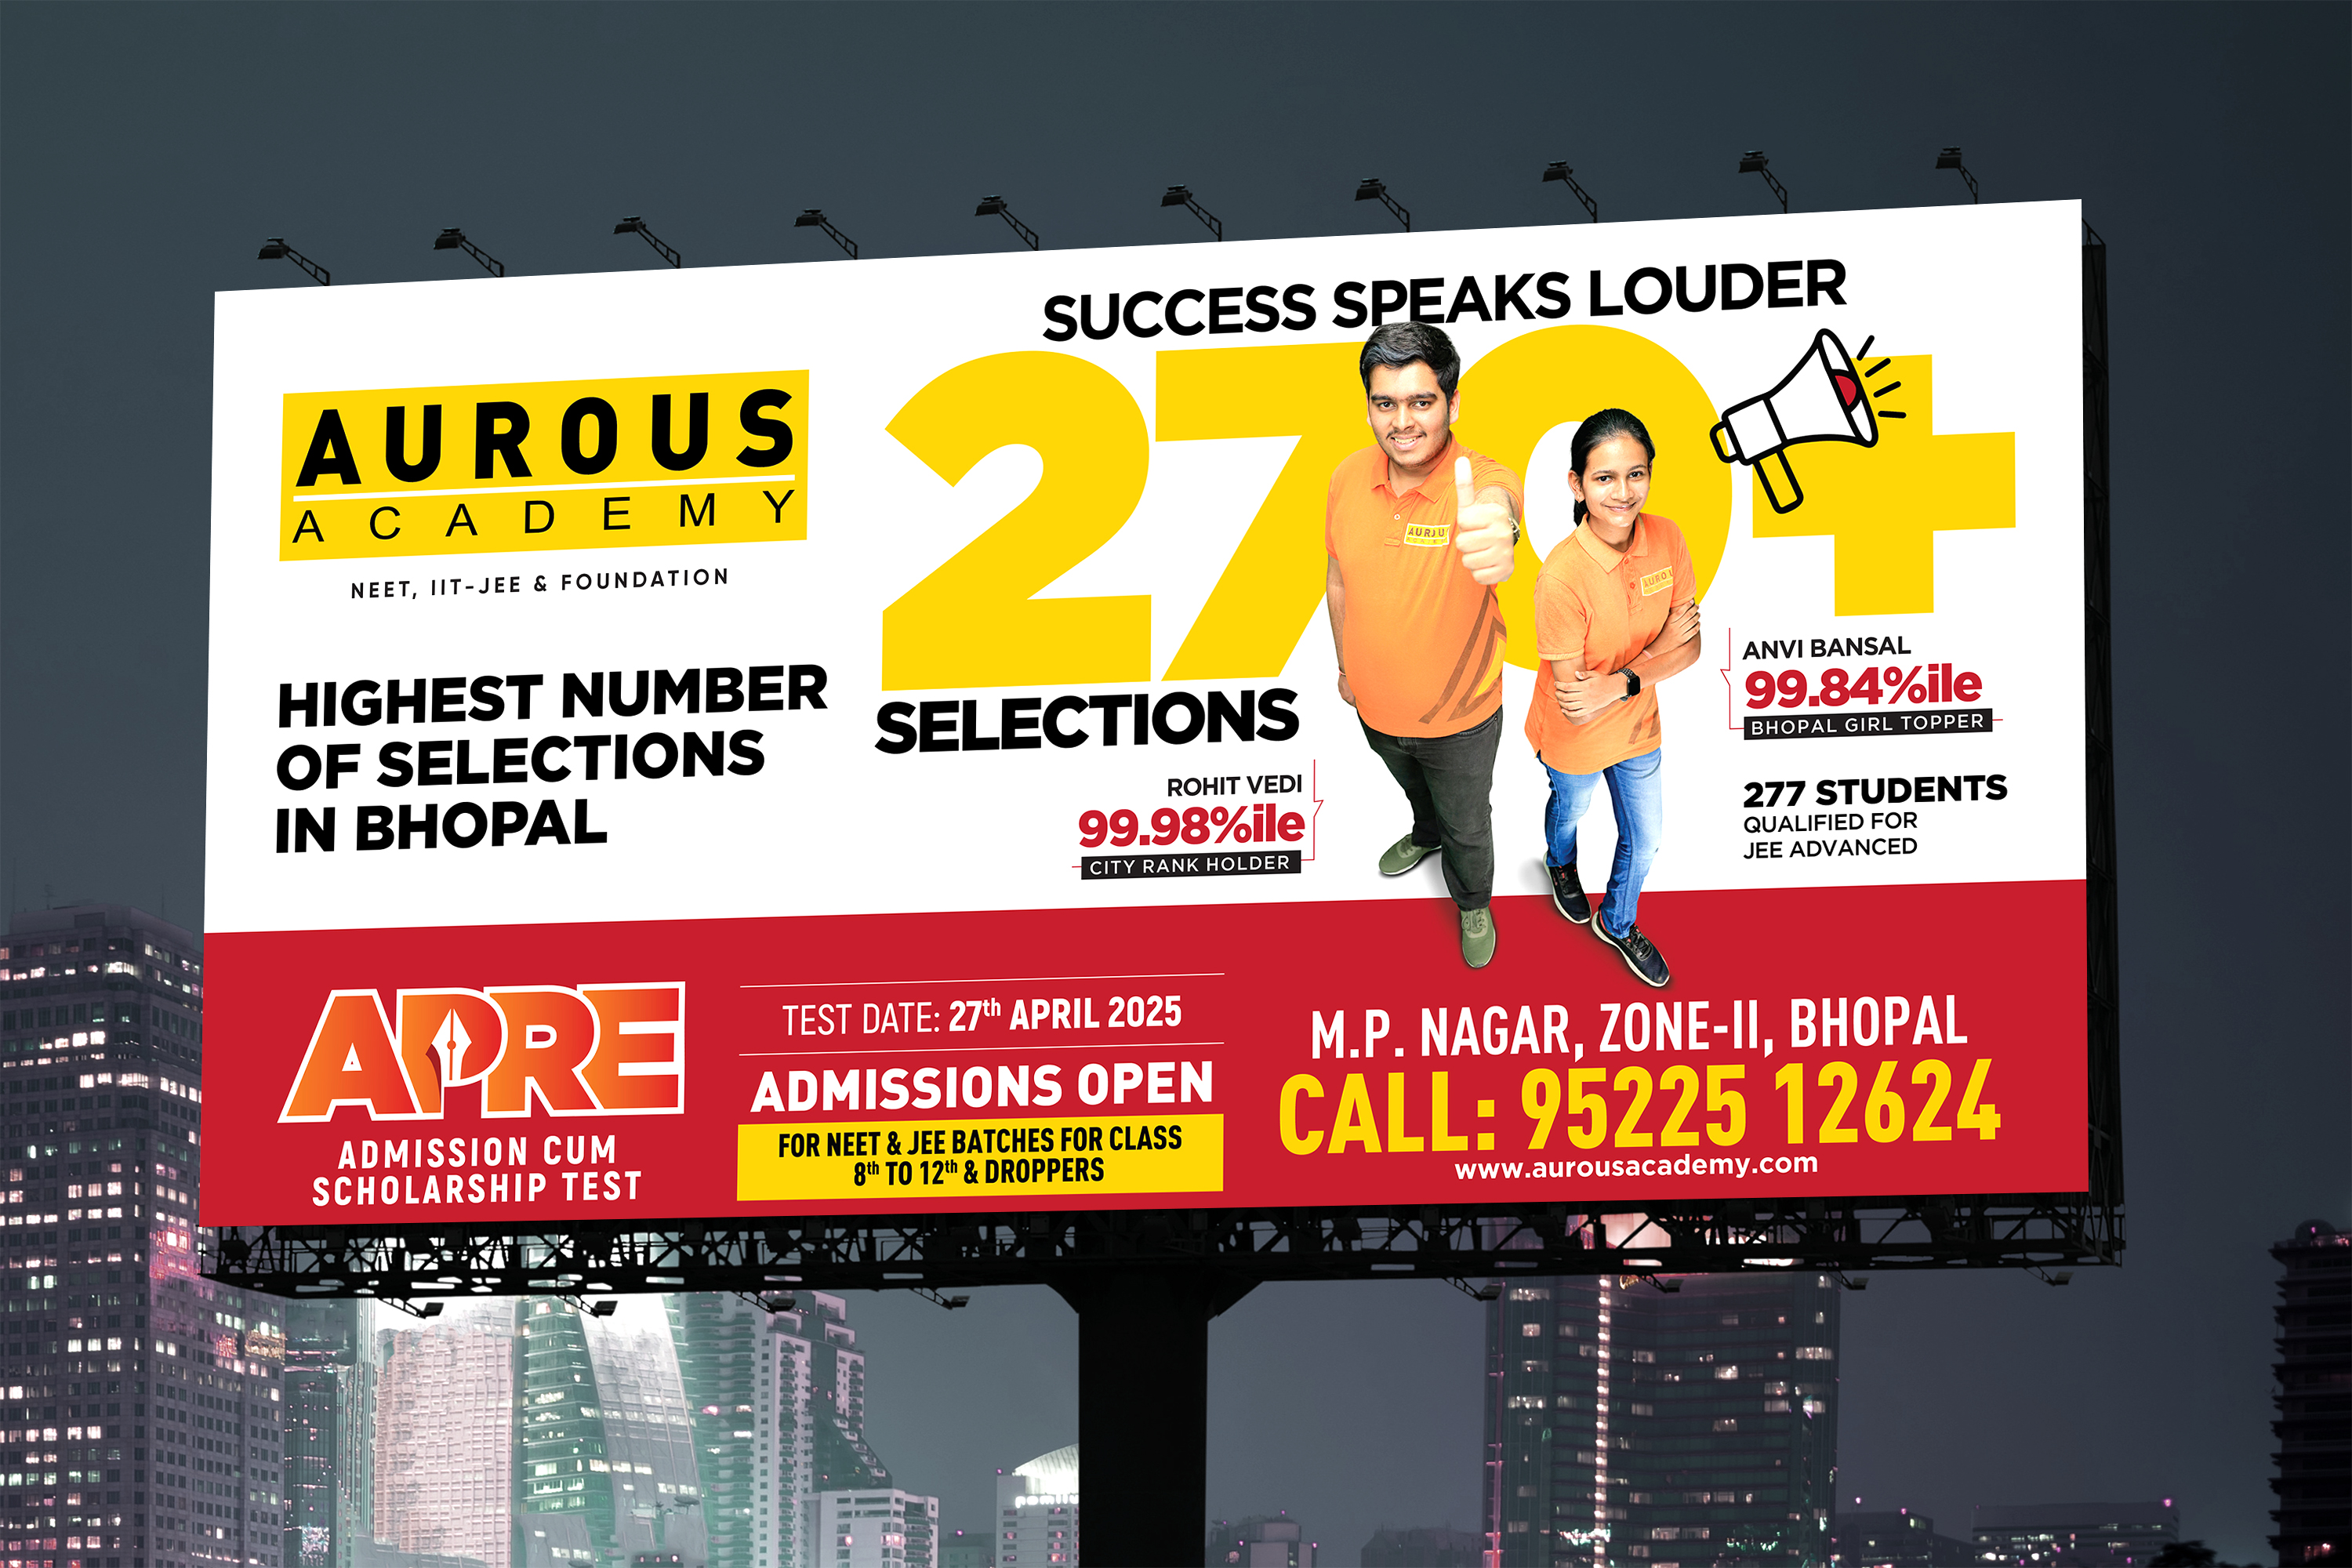 SUCCESS SPEAKS LOUDER
270+
SELECTIONS
AUROUS
ACADEMY
NEET, IIT-JEE & FOUNDATION
HIGHEST NUMBER
OF SELECTIONS
IN BHOPAL
ROHIT VEDI
99.98%ile
CITY RANK HOLDER
ANVI BANSAL
99.84%ile
BHOPAL GIRL TOPPER
277 STUDENTS
QUALIFIED FOR
JEE ADVANCED
APRE
ADMISSION CUM
SCHOLARSHIP TEST
TEST DATE: 27th APRIL 2025
ADMISSIONS OPEN
FOR NEET & JEE BATCHES FOR CLASS
8th TO 12th & DROPPERS
M.P. NAGAR, ZONE-II, BHOPAL
CALL: 95225 12624
www.aurousacademy.com